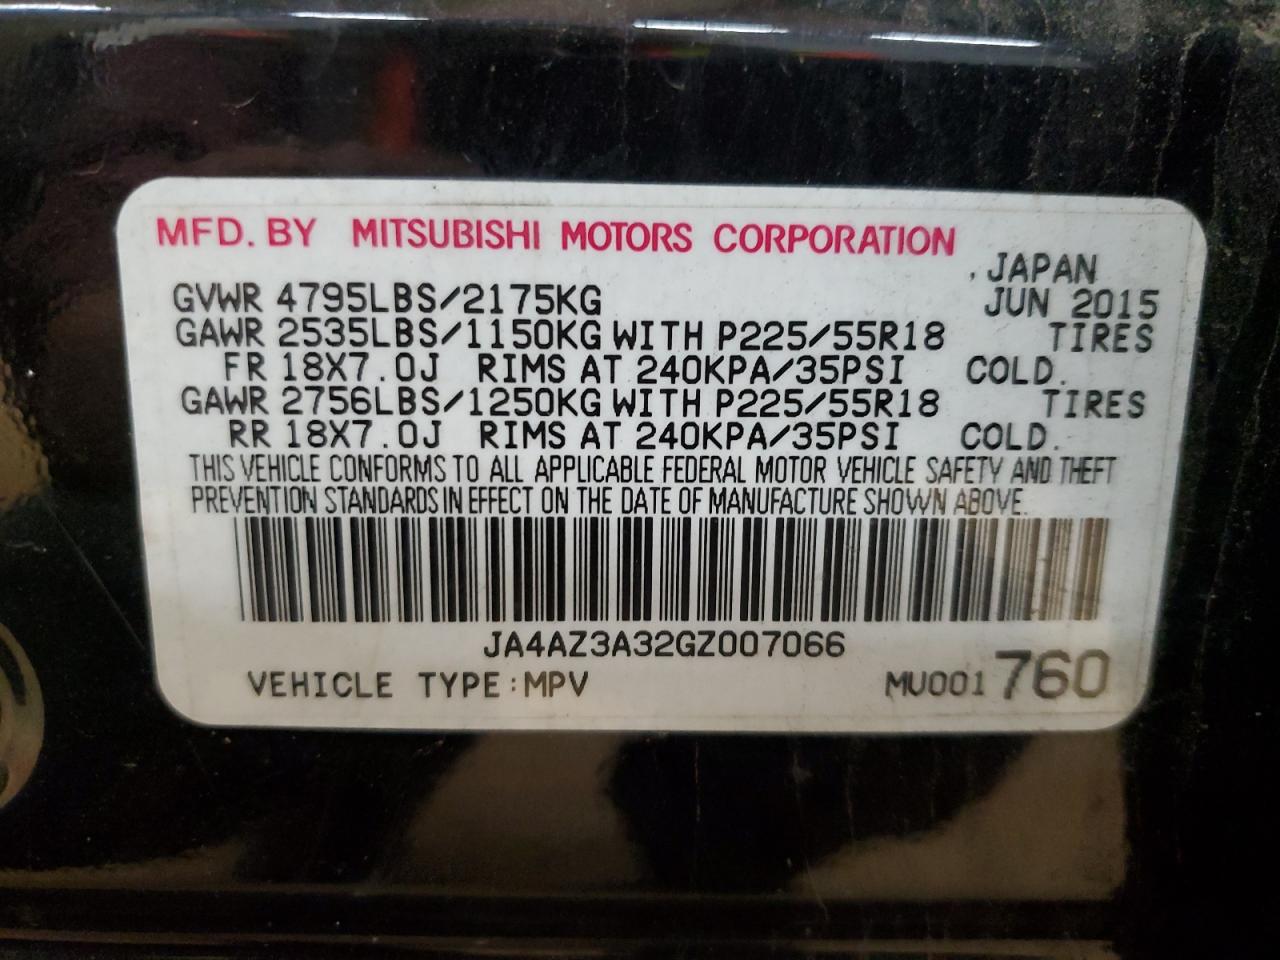 MFD. BY MITSUBISHI MOTORS CORPORATION
, JAPAN
GVWR 4795LBS/2175KG JUN 2015
GAWR 2535LBS/1150KG WITH P225/55R18 TIRES
FR 18X7.0J RIMS AT 240KPA/35PSI COLD.
GAWR 2756LBS/1250KG WITH P225/55R18 TIRES
RR 18X7.0J RIMS AT 240KPA/35PSI COLD.
THIS VEHICLE CONFORMS TO ALL APPLICABLE FEDERAL MOTOR VEHICLE SAFETY AND THEFT
PREVENTION STANDARDS IN EFFECT ON THE DATE OF MANUFACTURE SHOWN ABOVE.
JA4AZ3A32GZ007066
VEHICLE TYPE:MPV MU001760